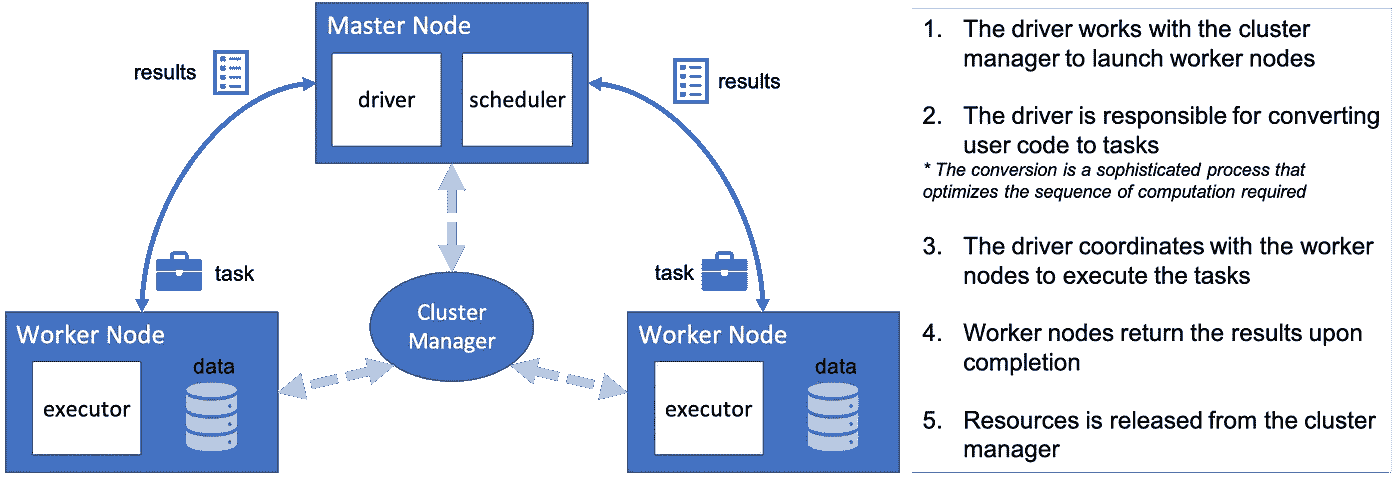 Master Node
results
driver
scheduler
results
task
task
Cluster
Manager
Worker Node
data
executor
Worker Node
data
executor
1. The driver works with the cluster
manager to launch worker nodes
2. The driver is responsible for converting
user code to tasks
* The conversion is a sophisticated process that
optimizes the sequence of computation required
3. The driver coordinates with the worker
nodes to execute the tasks
4. Worker nodes return the results upon
completion
5. Resources is released from the cluster
manager